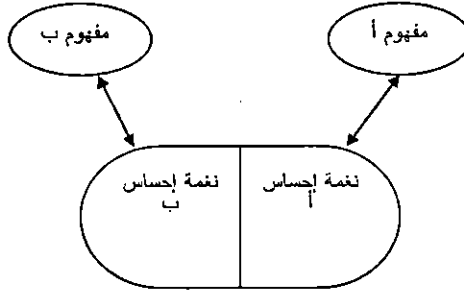 مفهوم أ
مفهوم ب
نغمة إحساس
أ
نغمة إحساس
ب